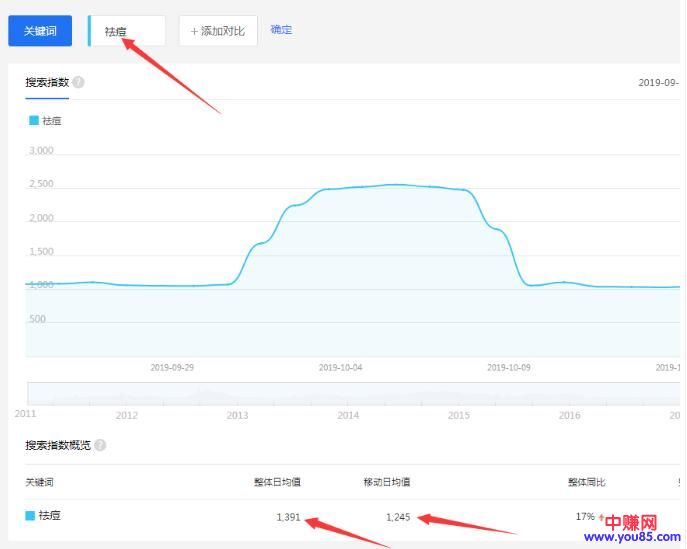 关键词 祛痘 + 添加对比 确定
搜索指数 ? 2019-09-
祛痘
3,000
2,500
2,000
1,500
1,000
500
2019-09-29 2019-10-04 2019-10-09 2019-1
2011 2012 2013 2014 2015 2016 20
搜索指数概览 ?
关键词 整体日均值 移动日均值 整体同比
祛痘 1,391 1,245 17%
中赚网
www.you85.com